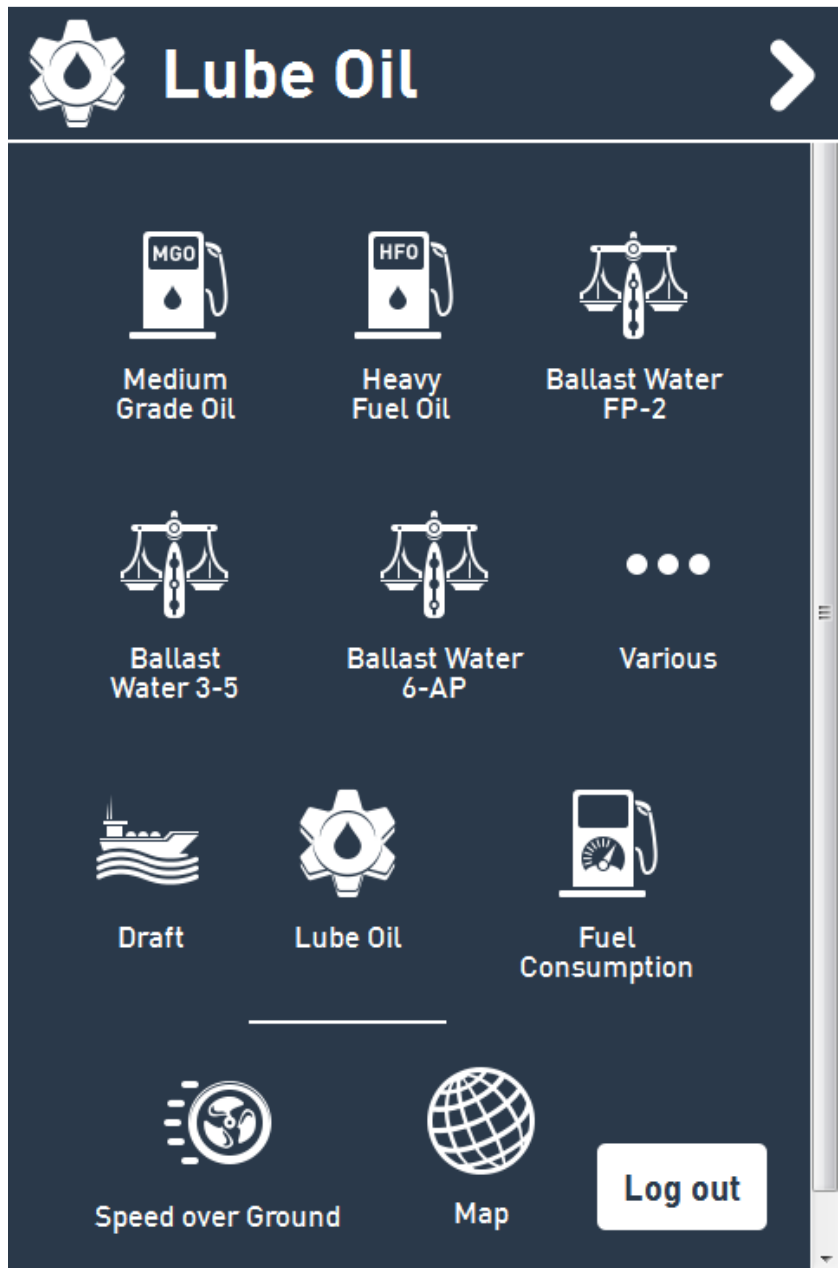 Lube Oil
MGO
HFO
Medium
Grade Oil
Heavy
Fuel Oil
Ballast Water
FP-2
Ballast
Water 3-5
Ballast Water
6-AP
Various
Draft
Lube Oil
Fuel
Consumption
Speed over Ground
Map
Log out